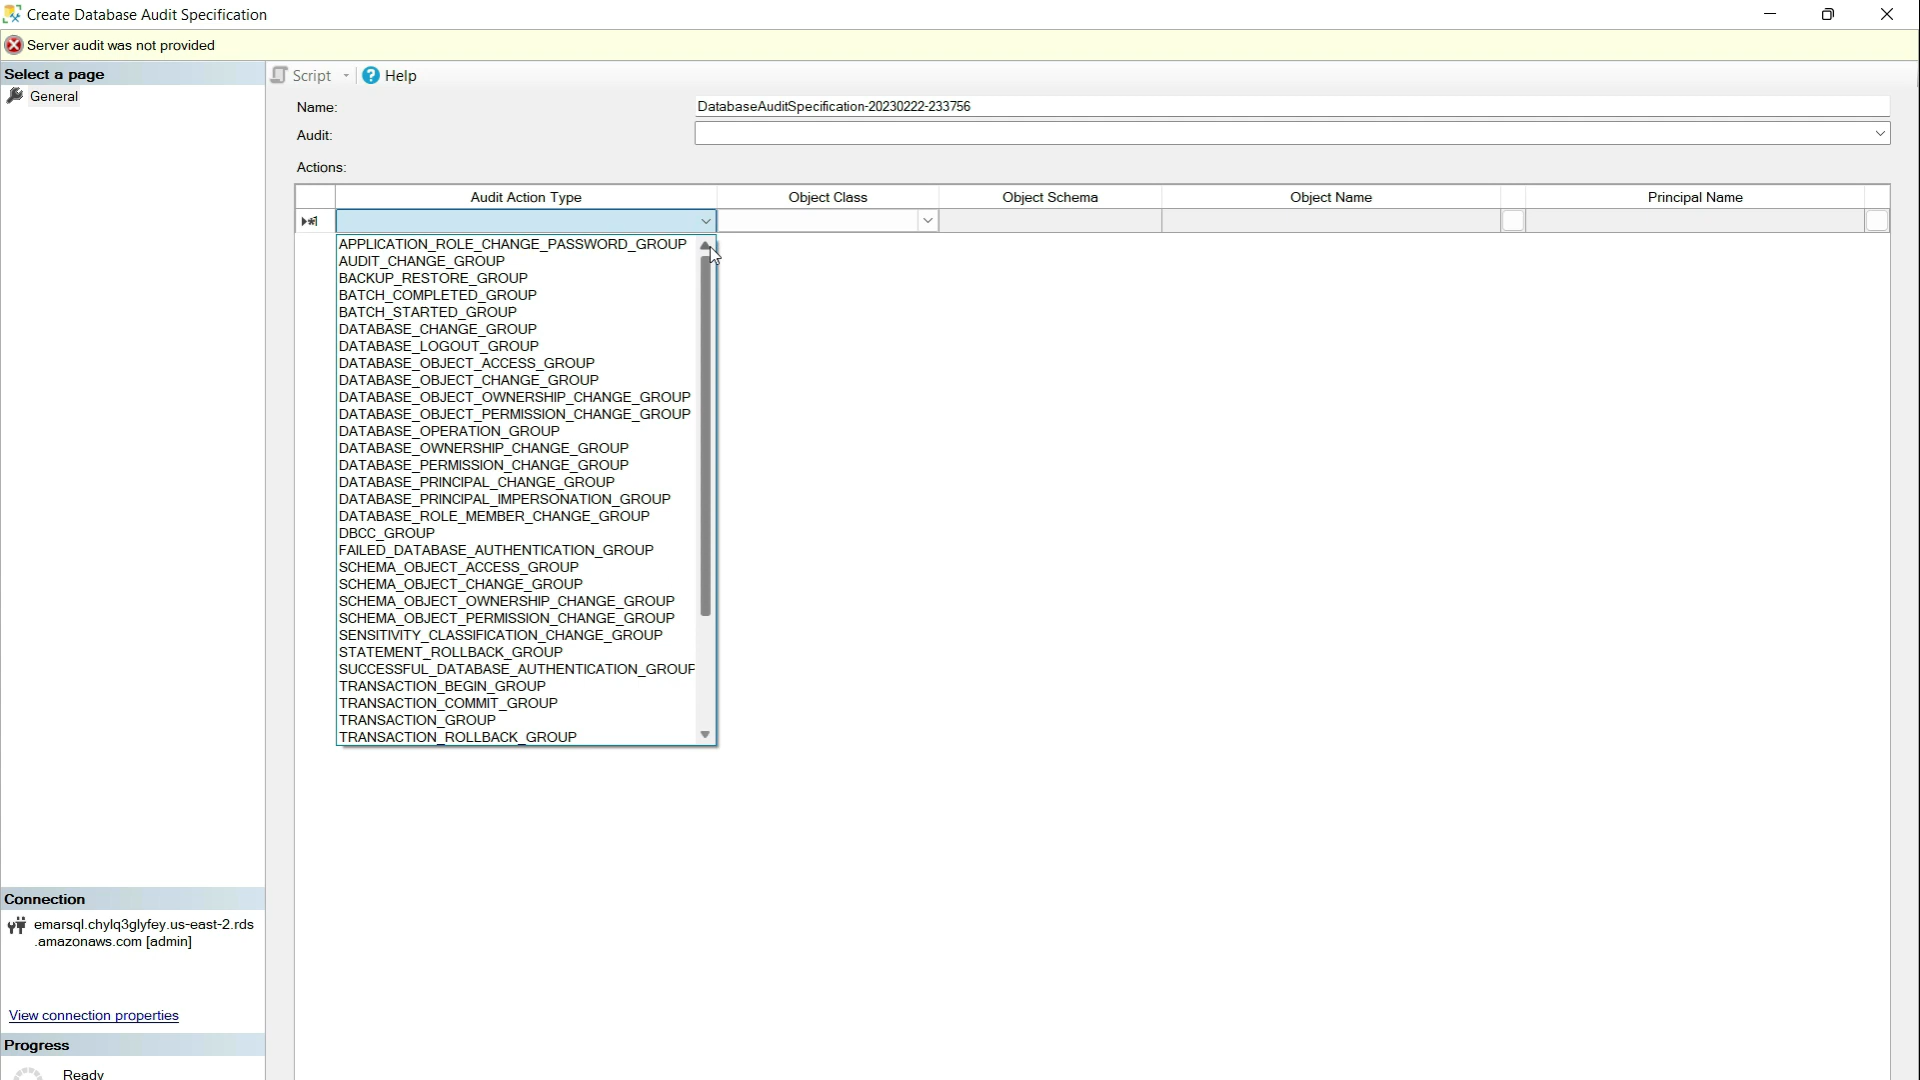 Create Database Audit Specification
Server audit was not provided
Select a page
General
Script
Help
Name:
DatabaseAuditSpecification-20230222-233756
Audit:
Actions:
Audit Action Type
Object Class
Object Schema
Object Name
Principal Name
APPLICATION_ROLE_CHANGE_PASSWORD_GROUP
AUDIT_CHANGE_GROUP
BACKUP_RESTORE_GROUP
BATCH_COMPLETED_GROUP
BATCH_STARTED_GROUP
DATABASE_CHANGE_GROUP
DATABASE_LOGOUT_GROUP
DATABASE_OBJECT_ACCESS_GROUP
DATABASE_OBJECT_CHANGE_GROUP
DATABASE_OBJECT_OWNERSHIP_CHANGE_GROUP
DATABASE_OBJECT_PERMISSION_CHANGE_GROUP
DATABASE_OPERATION_GROUP
DATABASE_OWNERSHIP_CHANGE_GROUP
DATABASE_PERMISSION_CHANGE_GROUP
DATABASE_PRINCIPAL_CHANGE_GROUP
DATABASE_PRINCIPAL_IMPERSONATION_GROUP
DATABASE_ROLE_MEMBER_CHANGE_GROUP
DBCC_GROUP
FAILED_DATABASE_AUTHENTICATION_GROUP
SCHEMA_OBJECT_ACCESS_GROUP
SCHEMA_OBJECT_CHANGE_GROUP
SCHEMA_OBJECT_OWNERSHIP_CHANGE_GROUP
SCHEMA_OBJECT_PERMISSION_CHANGE_GROUP
SENSITIVITY_CLASSIFICATION_CHANGE_GROUP
STATEMENT_ROLLBACK_GROUP
SUCCESSFUL_DATABASE_AUTHENTICATION_GROUP
TRANSACTION_BEGIN_GROUP
TRANSACTION_COMMIT_GROUP
TRANSACTION_GROUP
TRANSACTION_ROLLBACK_GROUP
Connection
emarsql.chylq3glyfey.us-east-2.rds
.amazonaws.com [admin]
View connection properties
Progress
Ready